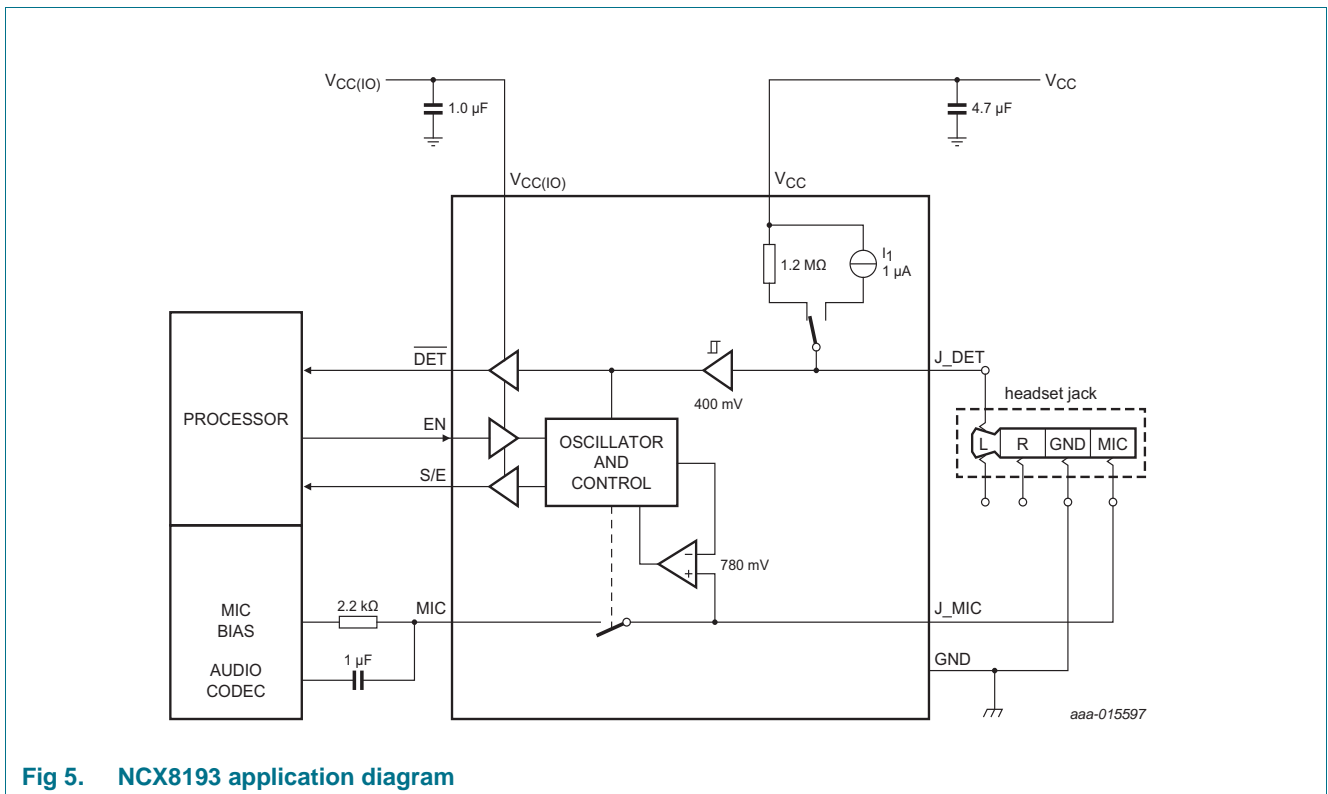 VCC(IO)
1.0 µF
VCC
4.7 µF
VCC(IO)
VCC
1.2 MΩ
I1
1 µA
DET
400 mV
J_DET
headset jack
PROCESSOR
EN
OSCILLATOR
AND
CONTROL
L R GND MIC
S/E
780 mV
MIC
BIAS
2.2 kΩ
MIC
J_MIC
AUDIO
CODEC
1 µF
GND
aaa-015597
Fig 5. NCX8193 application diagram